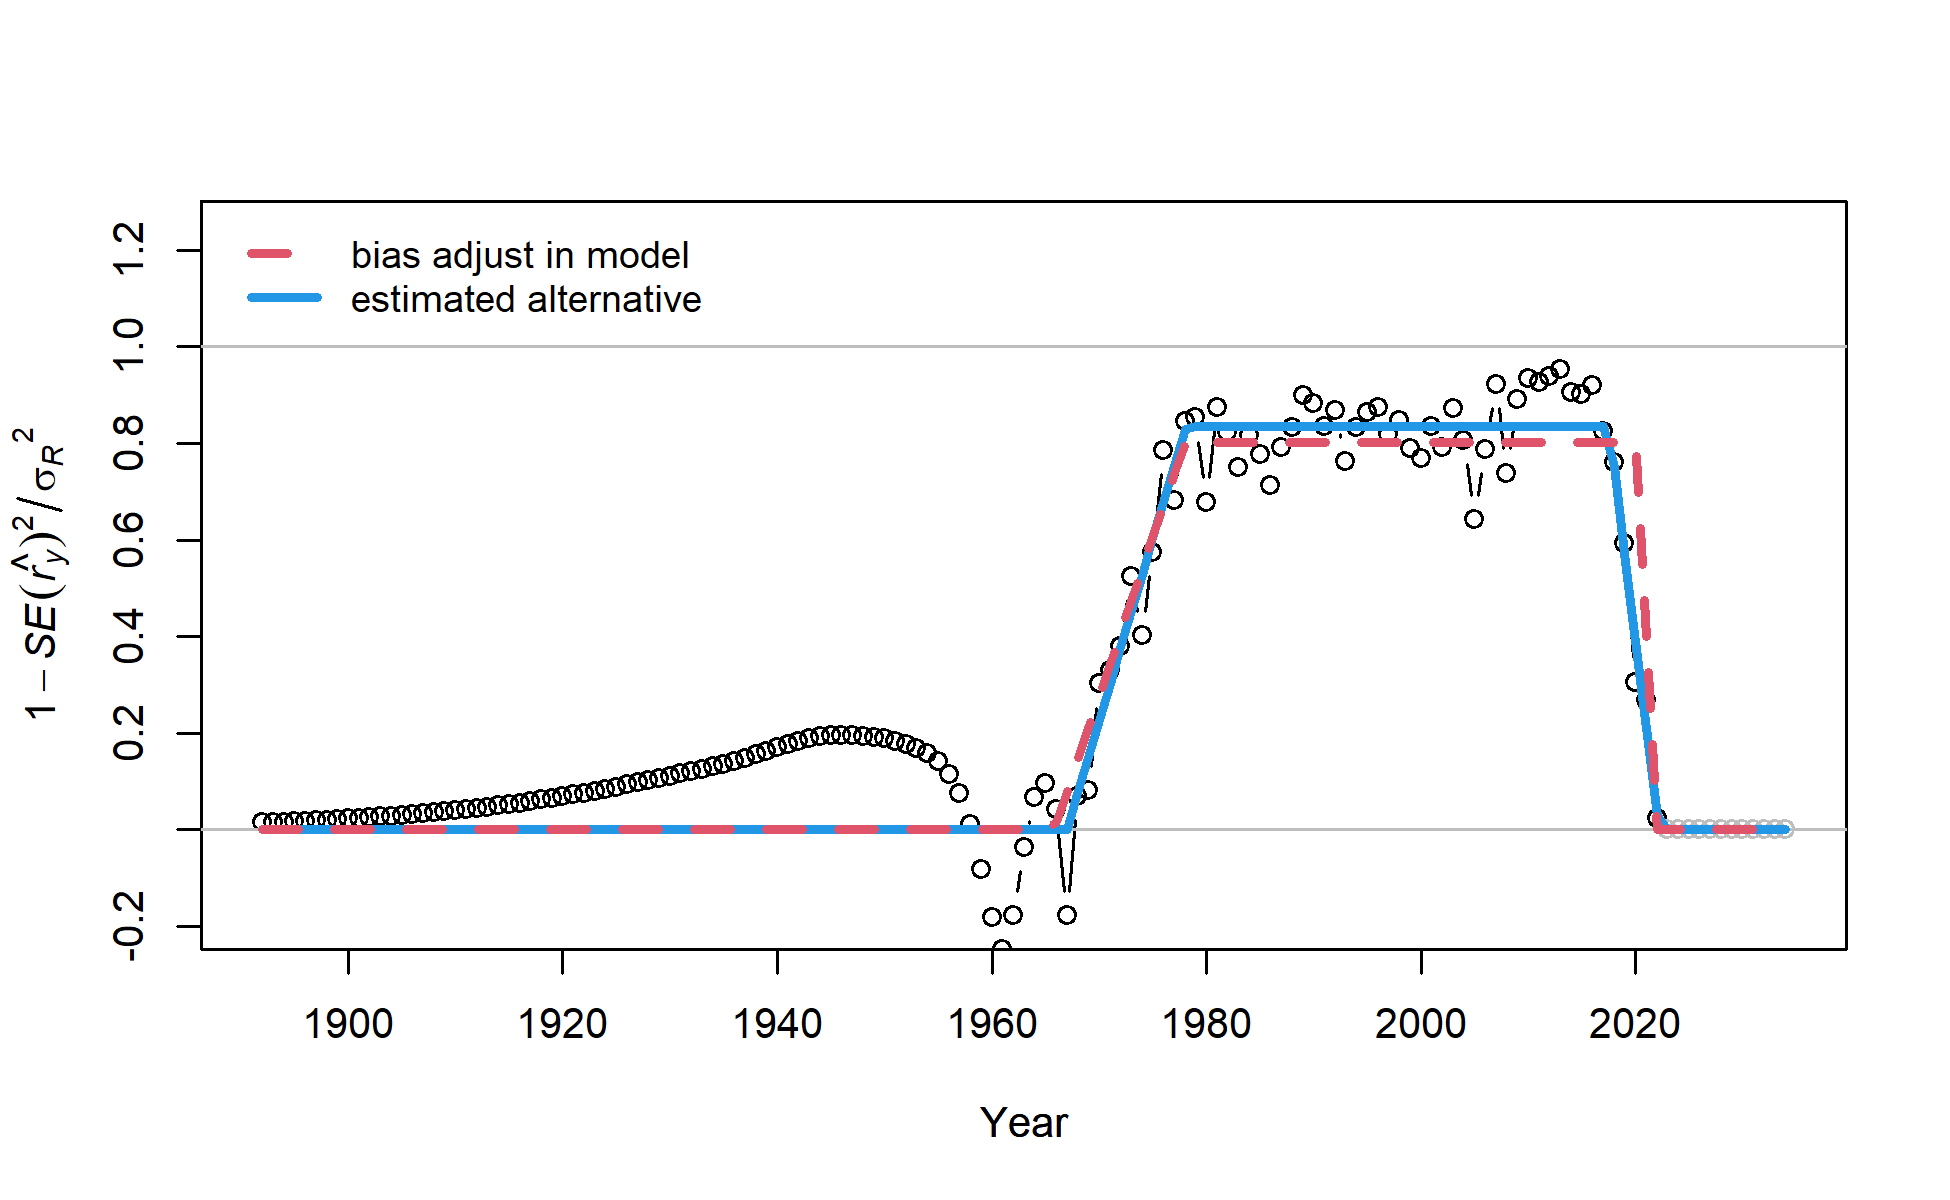 bias adjust in model
estimated alternative
1 − SE(r̂y)² / σR²
1.2
1.0
0.8
0.6
0.4
0.2
-0.2
1900 1920 1940 1960 1980 2000 2020
Year